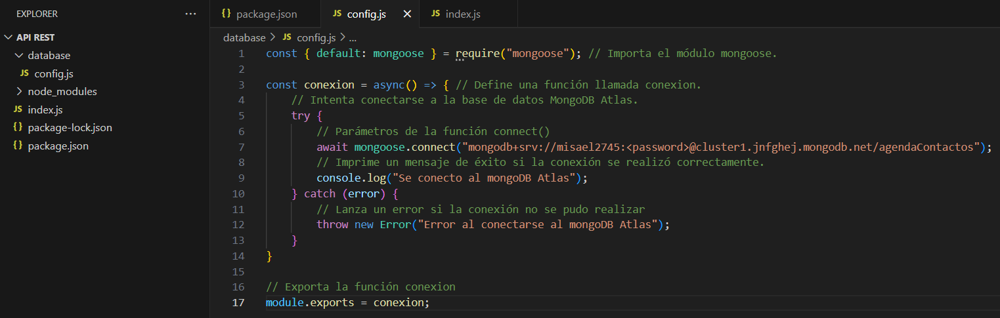 EXPLORER ...
API REST
database
JS config.js
node_modules
JS index.js
{} package-lock.json
{} package.json
{} package.json JS config.js JS index.js
database > JS config.js > ...
1 const { default: mongoose } = require("mongoose"); // Importa el módulo mongoose.
2
3 const conexion = async() => { // Define una función llamada conexion.
4 // Intenta conectarse a la base de datos MongoDB Atlas.
5 try {
6 // Parámetros de la función connect()
7 await mongoose.connect("mongodb+srv://misael2745:<password>@cluster1.jnfghej.mongodb.net/agendaContactos");
8 // Imprime un mensaje de éxito si la conexión se realizó correctamente.
9 console.log("Se conecto al mongoDB Atlas");
10 } catch (error) {
11 // Lanza un error si la conexión no se pudo realizar
12 throw new Error("Error al conectarse al mongoDB Atlas");
13 }
14 }
15
16 // Exporta la función conexion
17 module.exports = conexion;